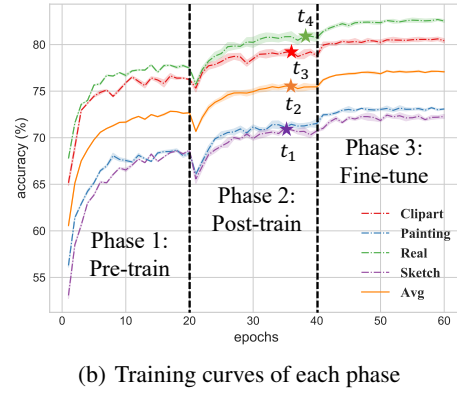 t₄
t₃
t₂
t₁
accuracy (%)
80
75
70
65
60
55
Phase 1:
Pre-train
Phase 2:
Post-train
Phase 3:
Fine-tune
Clipart
Painting
Real
Sketch
Avg
0 10 20 30 40 50 60
epochs
(b) Training curves of each phase